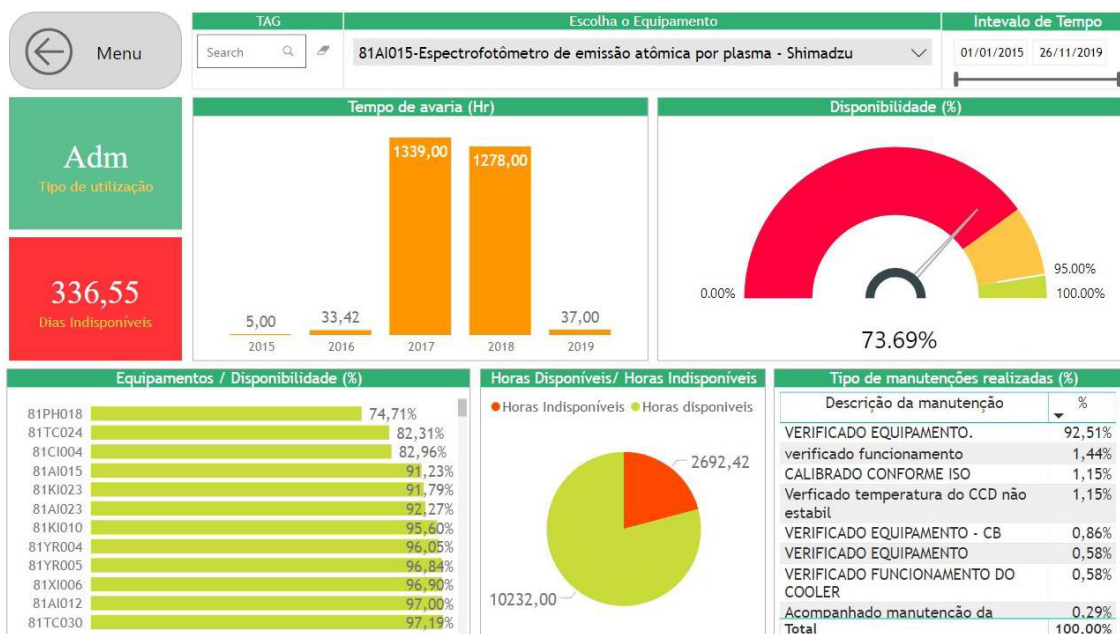 Menu
TAG
Search
Escolha o Equipamento
81AI015-Espectrofotômetro de emissão atômica por plasma - Shimadzu
Intevalo de Tempo
01/01/2015 26/11/2019
Adm
Tipo de utilização
336,55
Dias Indisponíveis
Tempo de avaria (Hr)
5,00 33,42 1339,00 1278,00 37,00
2015 2016 2017 2018 2019
Disponibilidade (%)
0.00%
95.00%
100.00%
73.69%
Equipamentos / Disponibilidade (%)
81PH018 74,71%
81TC024 82,31%
81CI004 82,96%
81AI015 91,23%
81KI023 91,79%
81AI023 92,27%
81KI010 95,60%
81YR004 96,05%
81YR005 96,84%
81XI006 96,90%
81AI012 97,00%
81TC030 97,19%
Horas Disponíveis/ Horas Indisponíveis
Horas Indisponíveis Horas disponiveis
2692,42
10232,00
Tipo de manutenções realizadas (%)
Descrição da manutenção %
VERIFICADO EQUIPAMENTO. 92,51%
verificado funcionamento 1,44%
CALIBRADO CONFORME ISO 1,15%
Verficado temperatura do CCD não 1,15%
estabil
VERIFICADO EQUIPAMENTO - CB 0,86%
VERIFICADO EQUIPAMENTO 0,58%
VERIFICADO FUNCIONAMENTO DO 0,58%
COOLER
Acompanhado manutenção da 0,29%
Total 100,00%